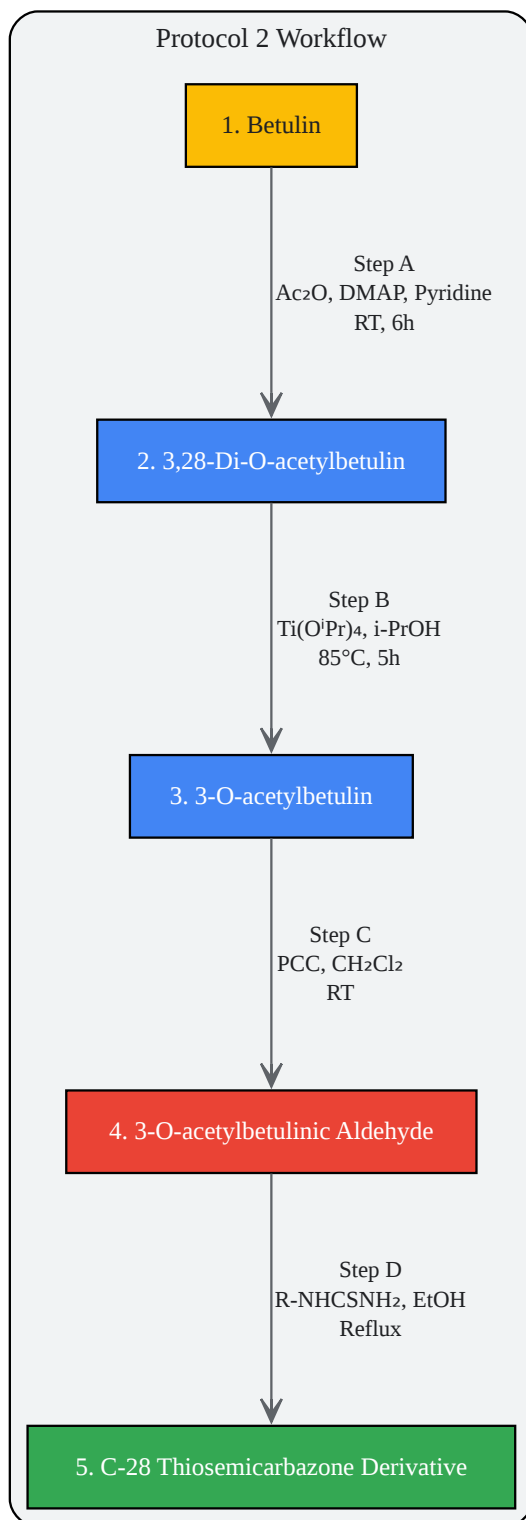 Protocol 2 Workflow
1. Betulin
Step A
Ac₂O, DMAP, Pyridine
RT, 6h
2. 3,28-Di-O-acetylbetulin
Step B
Ti(OⁱPr)₄, i-PrOH
85°C, 5h
3. 3-O-acetylbetulin
Step C
PCC, CH₂Cl₂
RT
4. 3-O-acetylbetulinic Aldehyde
Step D
R-NHCSNH₂, EtOH
Reflux
5. C-28 Thiosemicarbazone Derivative